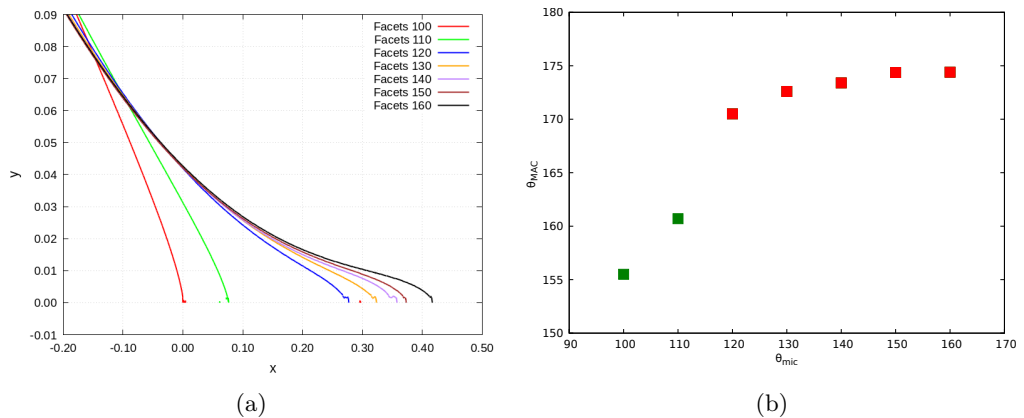 0.09
0.08
0.07
0.06
0.05
0.04
0.03
0.02
0.01
0.00
-0.01
y
-0.20 -0.10 0.00 0.10 0.20 0.30 0.40 0.50
x
Facets 100
Facets 110
Facets 120
Facets 130
Facets 140
Facets 150
Facets 160
(a)
180
175
170
165
160
155
150
θMAC
90 100 110 120 130 140 150 160 170
θmic
(b)